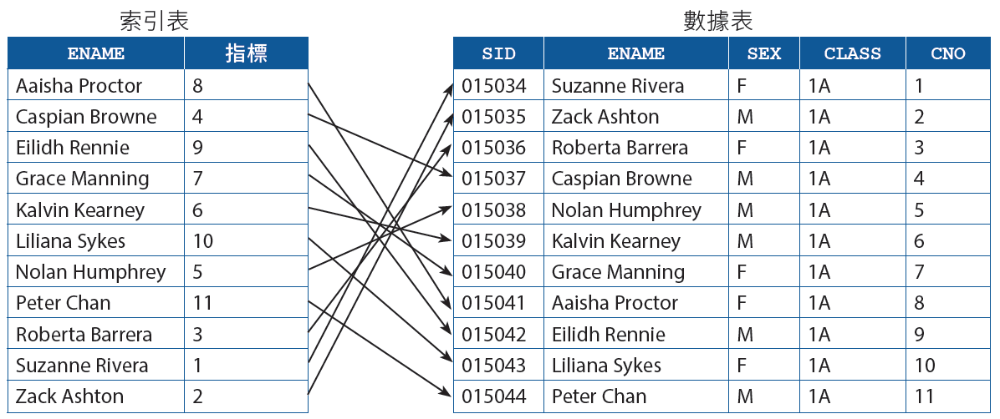 索引表
ENAME 指標
Aaisha Proctor 8
Caspian Browne 4
Eilidh Rennie 9
Grace Manning 7
Kalvin Kearney 6
Liliana Sykes 10
Nolan Humphrey 5
Peter Chan 11
Roberta Barrera 3
Suzanne Rivera 1
Zack Ashton 2
數據表
SID ENAME SEX CLASS CNO
015034 Suzanne Rivera F 1A 1
015035 Zack Ashton M 1A 2
015036 Roberta Barrera F 1A 3
015037 Caspian Browne M 1A 4
015038 Nolan Humphrey M 1A 5
015039 Kalvin Kearney M 1A 6
015040 Grace Manning F 1A 7
015041 Aaisha Proctor F 1A 8
015042 Eilidh Rennie M 1A 9
015043 Liliana Sykes F 1A 10
015044 Peter Chan M 1A 11